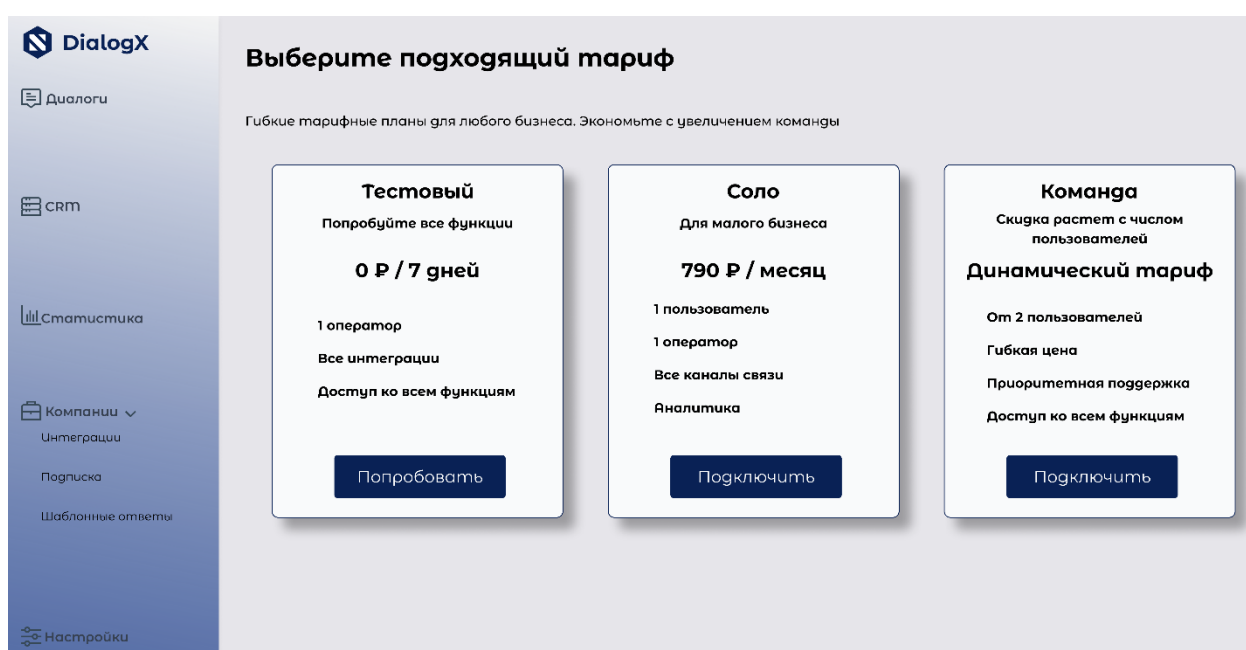 DialogX
Диалоги
CRM
Статистика
Компании
Интеграции
Подписка
Шаблонные ответы
Настройки
Выберите подходящий тариф
Гибкие тарифные планы для любого бизнеса. Экономьте с увеличением команды
Тестовый
Попробуйте все функции
0 ₽ / 7 дней
1 оператор
Все интеграции
Доступ ко всем функциям
Попробовать
Соло
Для малого бизнеса
790 ₽ / месяц
1 пользователь
1 оператор
Все каналы связи
Аналитика
Подключить
Команда
Скидка растет с числом
пользователей
Динамический тариф
От 2 пользователей
Гибкая цена
Приоритетная поддержка
Доступ ко всем функциям
Подключить